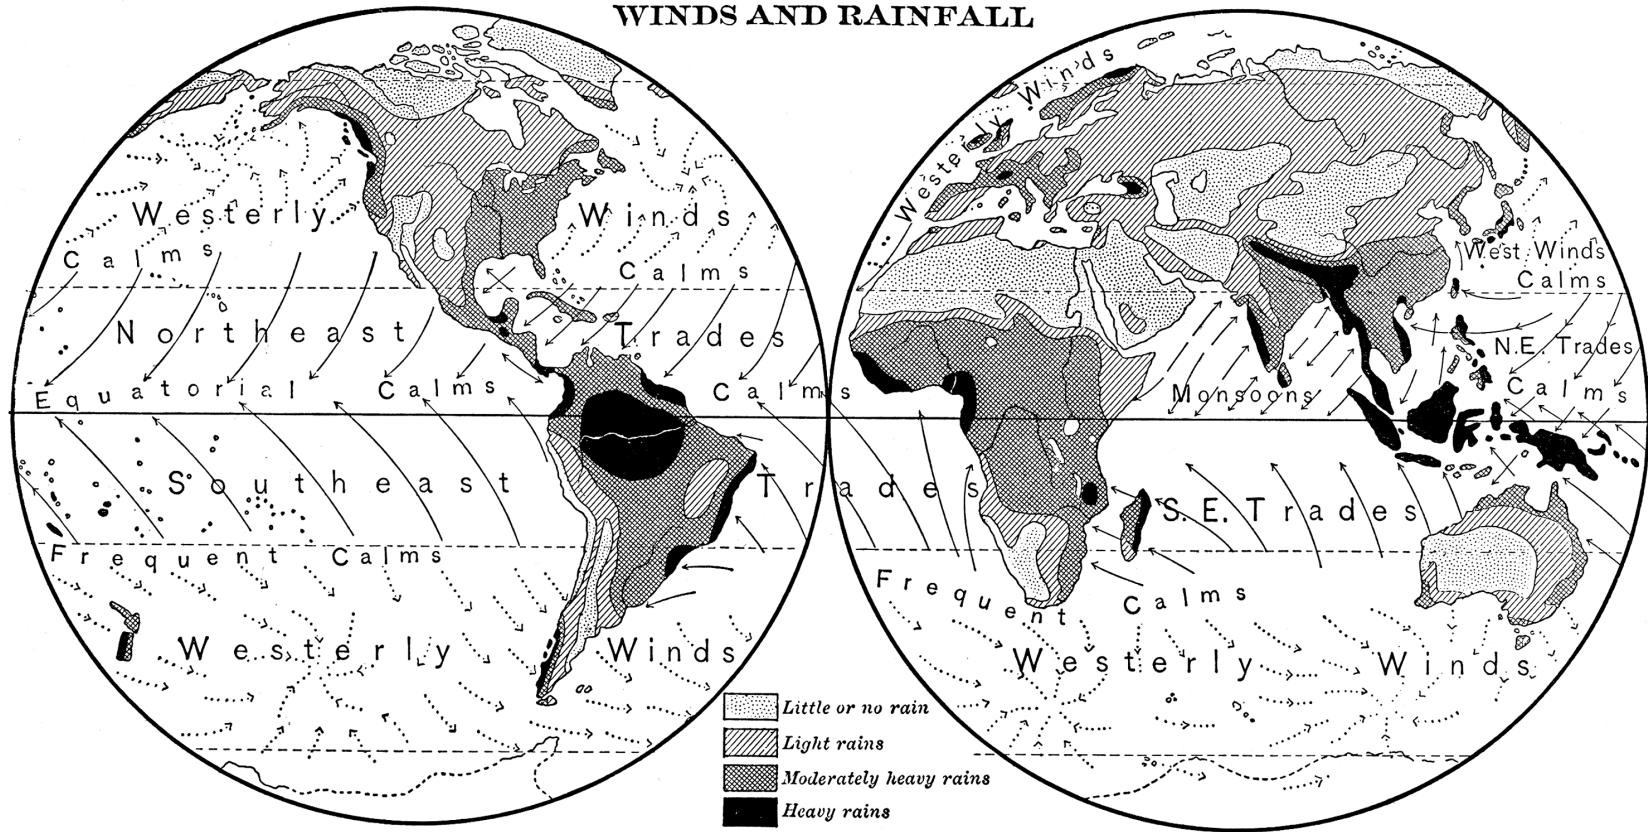 WINDS AND RAINFALL
Westerly Winds
Westerly Winds
Calms
Calms
Northeast Trades
Equatorial Calms
Calms
Southeast Trades
Frequent Calms
Westerly Winds
West Winds
Calms
N.E. Trades
Calms
Monsoons
S.E. Trades
Frequent Calms
Westerly Winds
Little or no rain
Light rains
Moderately heavy rains
Heavy rains